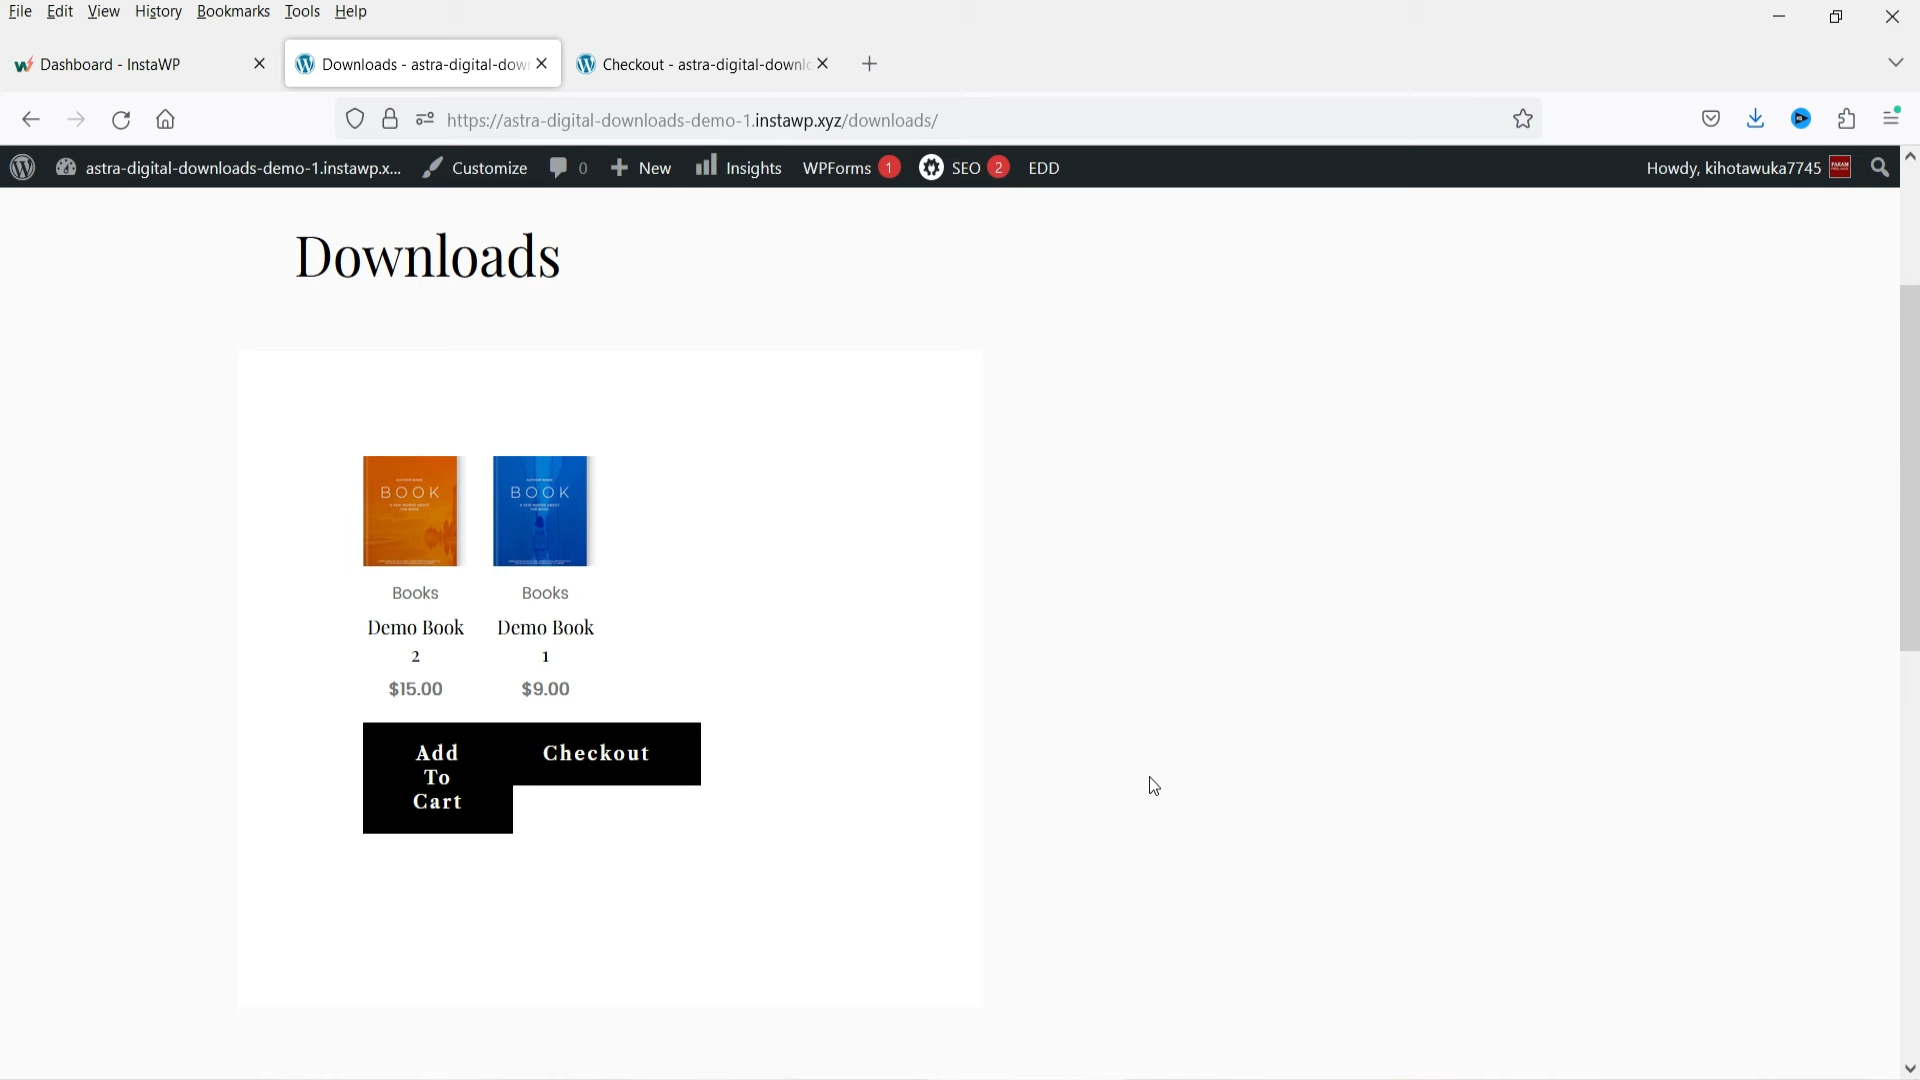 File Edit View History Bookmarks Tools Help
Dashboard - InstaWP
Downloads - astra-digital-dow
Checkout - astra-digital-downl
https://astra-digital-downloads-demo-1.instawp.xyz/downloads/
astra-digital-downloads-demo-1.instawp.x... Customize 0 New Insights WPForms 1 SEO 2 EDD Howdy, kihotawuka7745
Downloads
BOOK BOOK
Books Books
Demo Book Demo Book
2 1
$15.00 $9.00
Add
To
Cart
Checkout